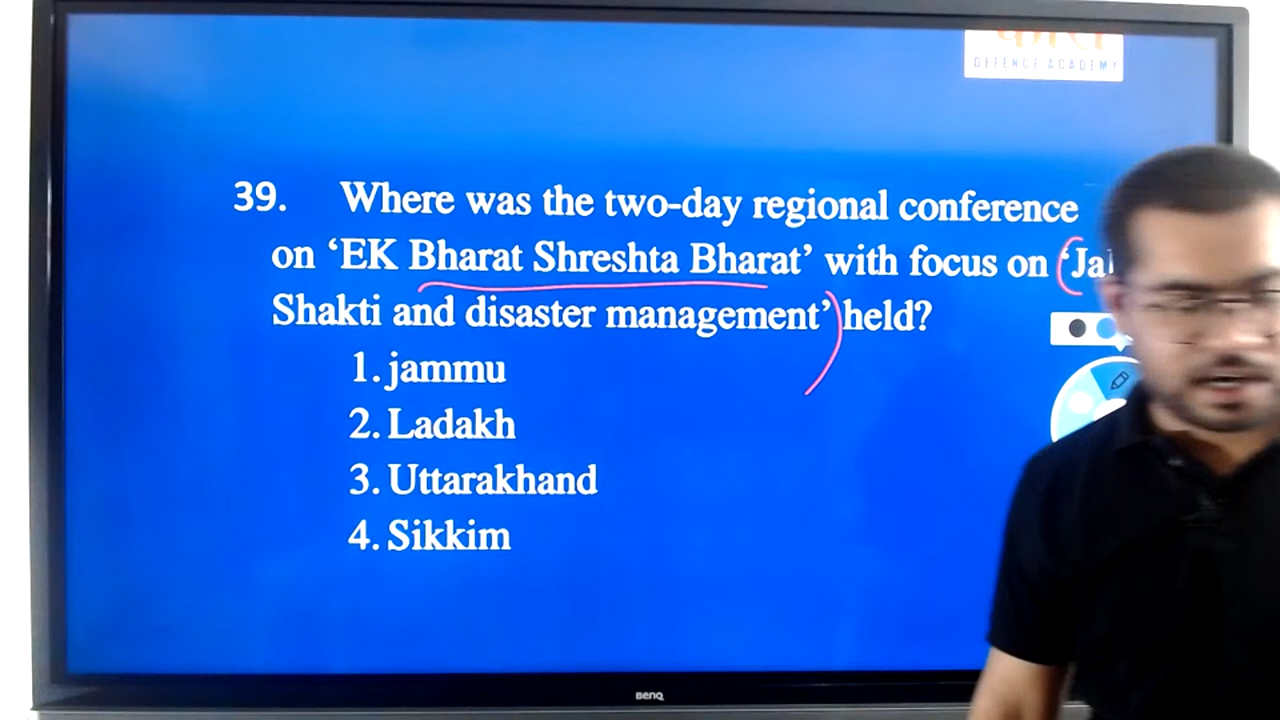 DEFENCE ACADEMY
39. Where was the two-day regional conference
on ‘EK Bharat Shreshta Bharat’ with focus on
Shakti and disaster management’ held?
1. jammu
2. Ladakh
3. Uttarakhand
4. Sikkim
BenQ